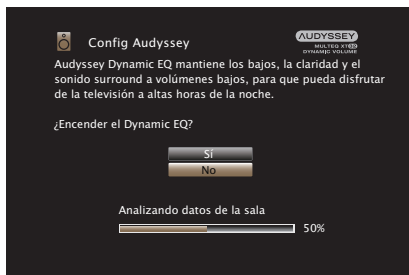 Config Audyssey
AUDYSSEY
MULTEQ XT32
DYNAMIC VOLUME
Audyssey Dynamic EQ mantiene los bajos, la claridad y el
sonido surround a volúmenes bajos, para que pueda disfrutar
de la televisión a altas horas de la noche.
¿Encender el Dynamic EQ?
Sí
No
Analizando datos de la sala
50%